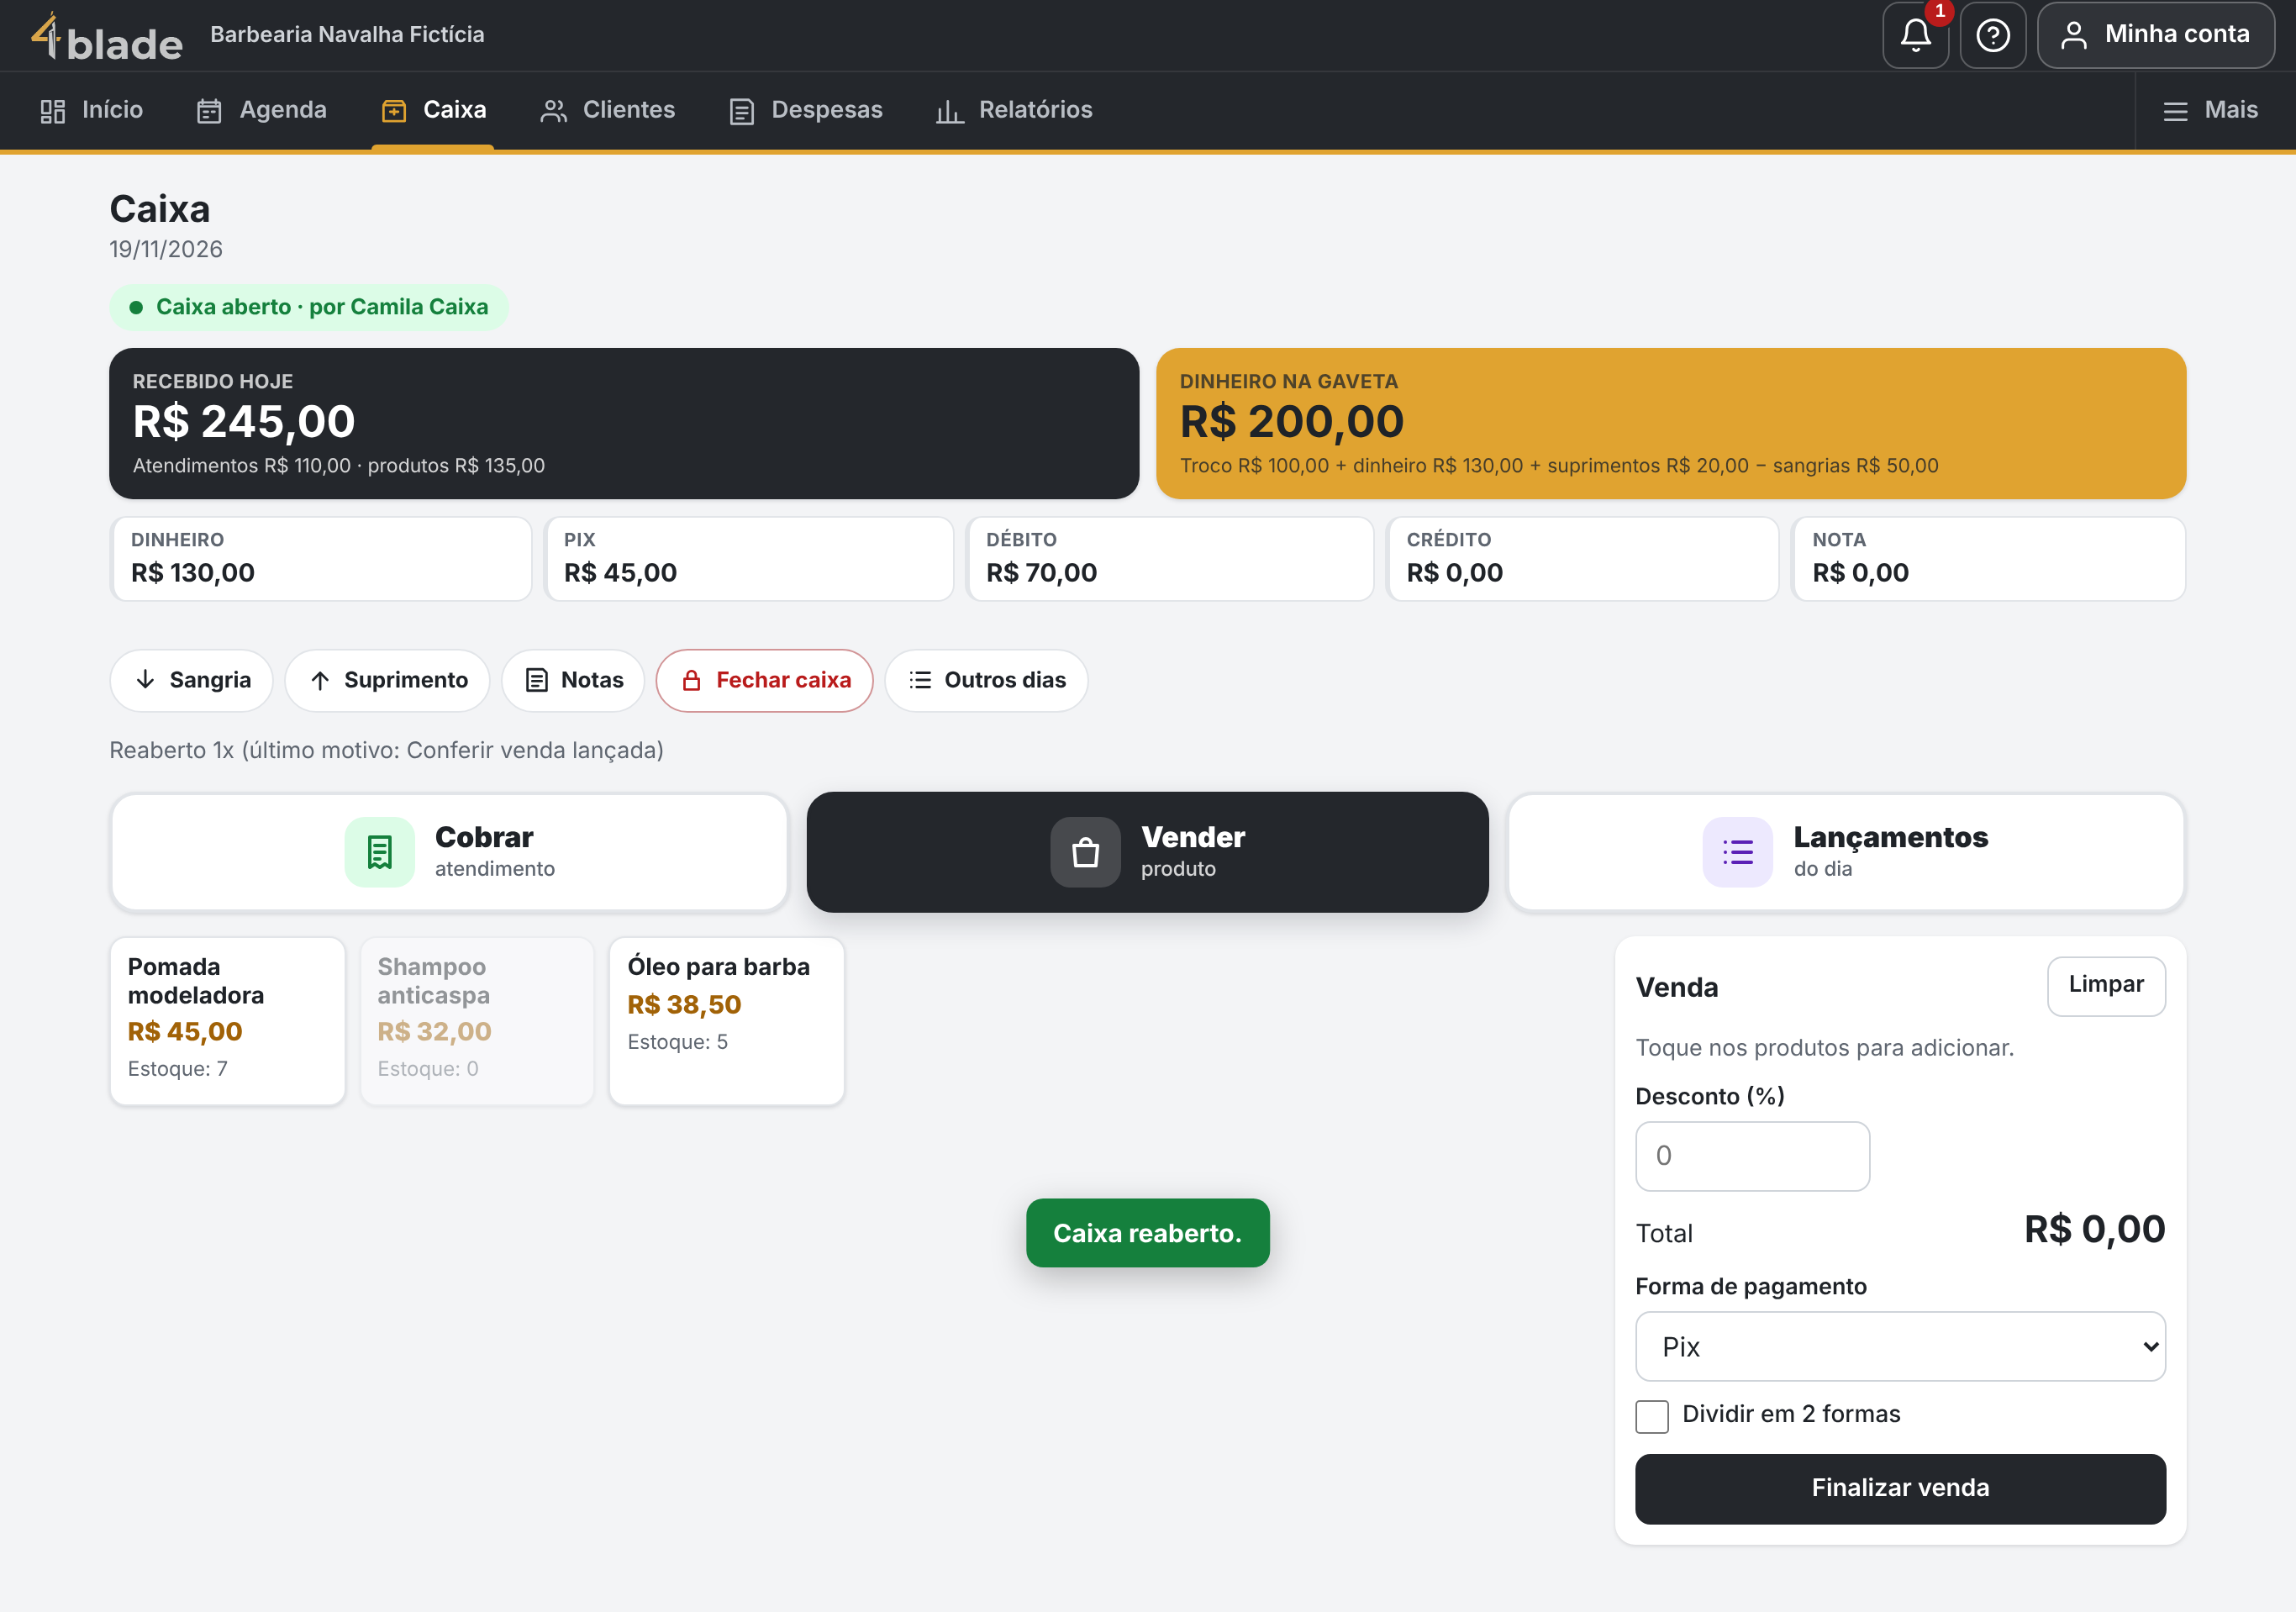 4blade
Barbearia Navalha Fictícia
1
Minha conta
Início
Agenda
Caixa
Clientes
Despesas
Relatórios
Mais
Caixa
19/11/2026
Caixa aberto · por Camila Caixa
RECEBIDO HOJE
R$ 245,00
Atendimentos R$ 110,00 · produtos R$ 135,00
DINHEIRO NA GAVETA
R$ 200,00
Troco R$ 100,00 + dinheiro R$ 130,00 + suprimentos R$ 20,00 − sangrias R$ 50,00
DINHEIRO
R$ 130,00
PIX
R$ 45,00
DÉBITO
R$ 70,00
CRÉDITO
R$ 0,00
NOTA
R$ 0,00
Sangria
Suprimento
Notas
Fechar caixa
Outros dias
Reaberto 1x (último motivo: Conferir venda lançada)
Cobrar
atendimento
Vender
produto
Lançamentos
do dia
Pomada
modeladora
R$ 45,00
Estoque: 7
Shampoo
anticaspa
R$ 32,00
Estoque: 0
Óleo para barba
R$ 38,50
Estoque: 5
Venda
Limpar
Toque nos produtos para adicionar.
Desconto (%)
0
Total
R$ 0,00
Forma de pagamento
Pix
Dividir em 2 formas
Finalizar venda
Caixa reaberto.